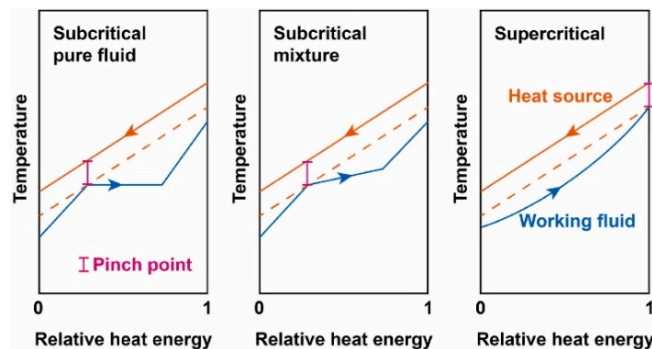 Subcritical
pure fluid
Temperature
Pinch point
0
1
Relative heat energy
Subcritical
mixture
Temperature
0
1
Relative heat energy
Supercritical
Heat source
Temperature
Working fluid
0
1
Relative heat energy